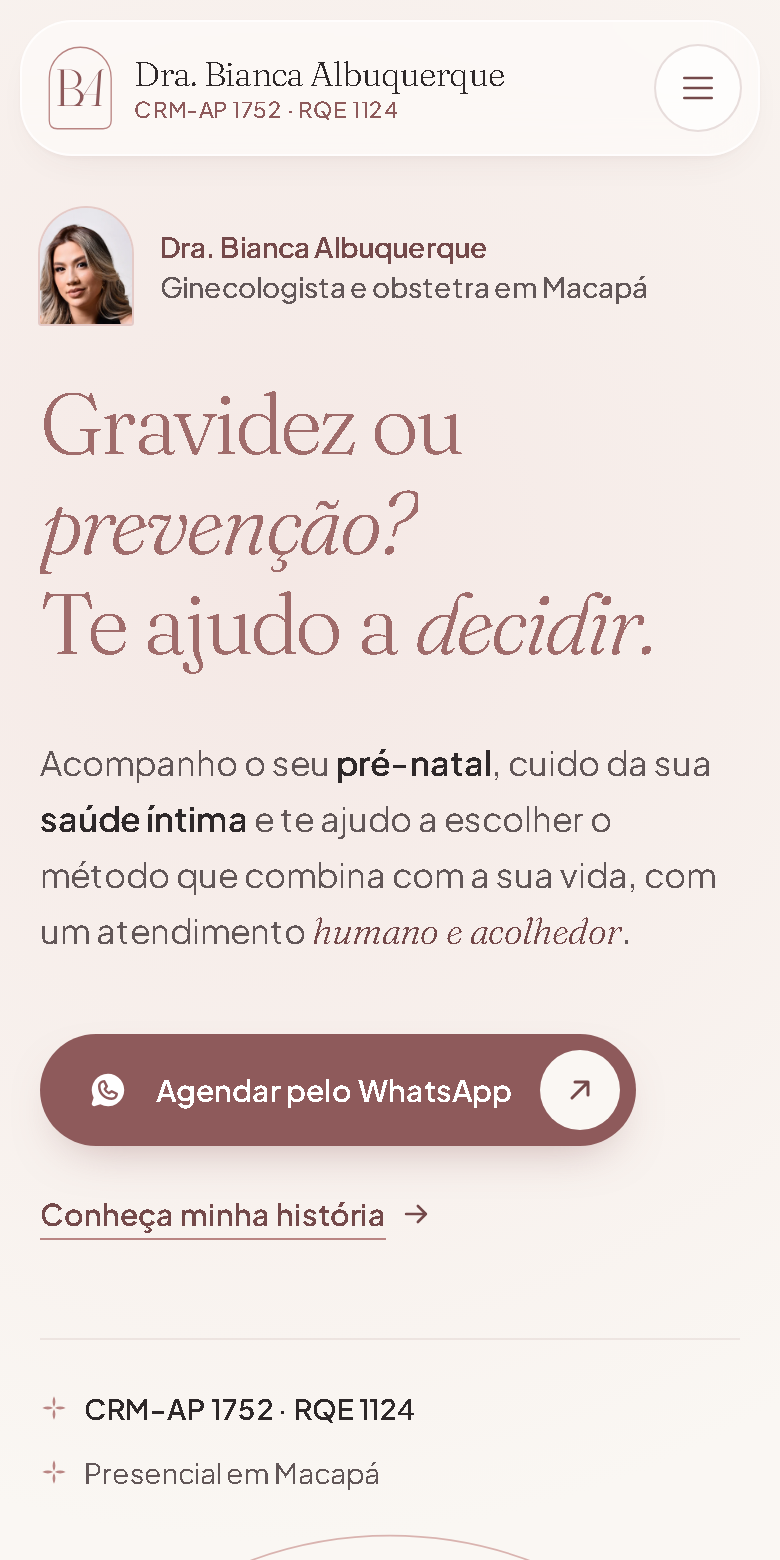 BA
Dra. Bianca Albuquerque
CRM-AP 1752 · RQE 1124
Dra. Bianca Albuquerque
Ginecologista e obstetra em Macapá
Gravidez ou
prevenção?
Te ajudo a decidir.
Acompanho o seu pré-natal, cuido da sua
saúde íntima e te ajudo a escolher o
método que combina com a sua vida, com
um atendimento humano e acolhedor.
Agendar pelo WhatsApp
Conheça minha história
CRM-AP 1752 · RQE 1124
Presencial em Macapá